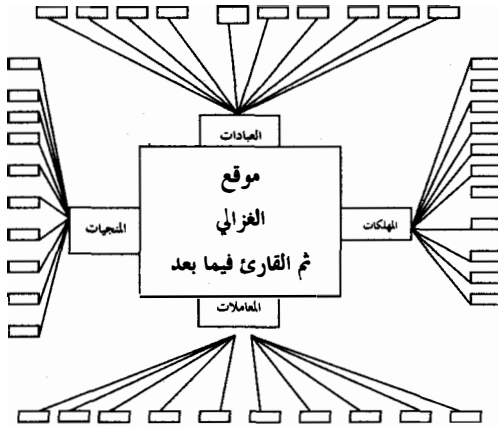 العبادات
موقع
الغزالي
ثم القارئ فيما بعد
المهلكات
المنجيات
المعاملات